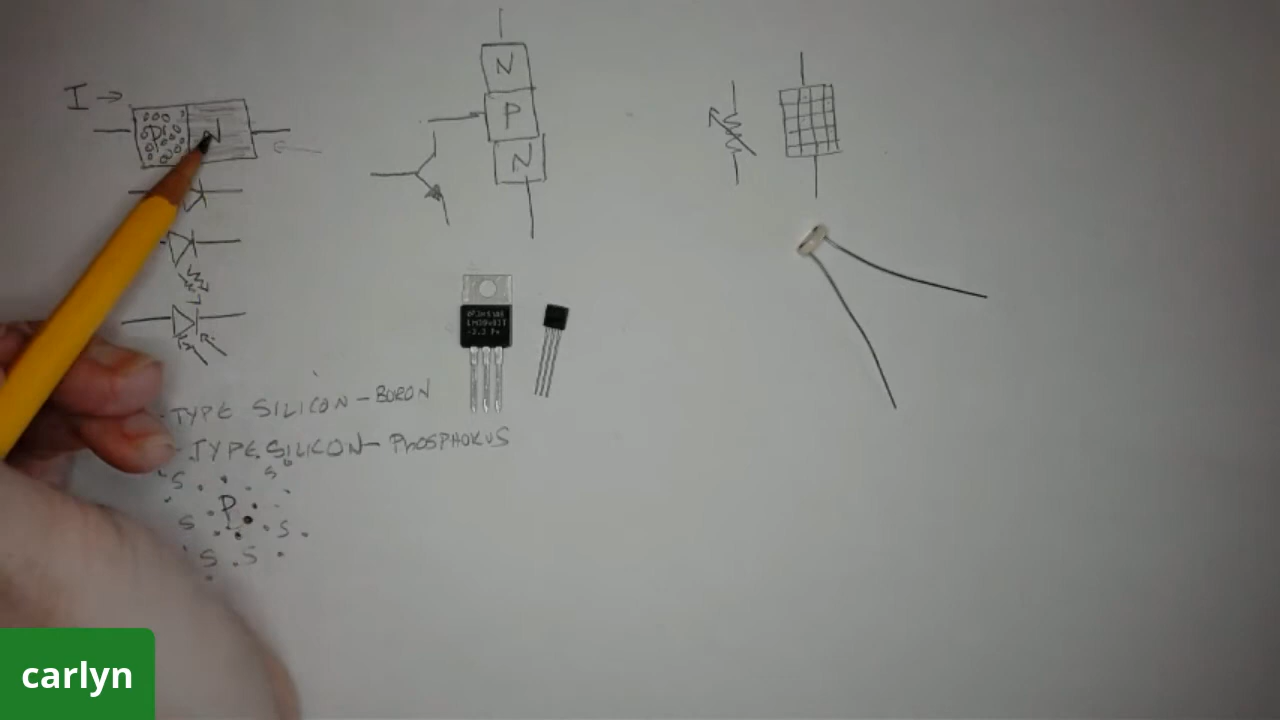 I
P N
N
P
N
-TYPE SILICON - BORON
-TYPE SILICON - PHOSPHORUS
S S
P
S S
S S
carlyn